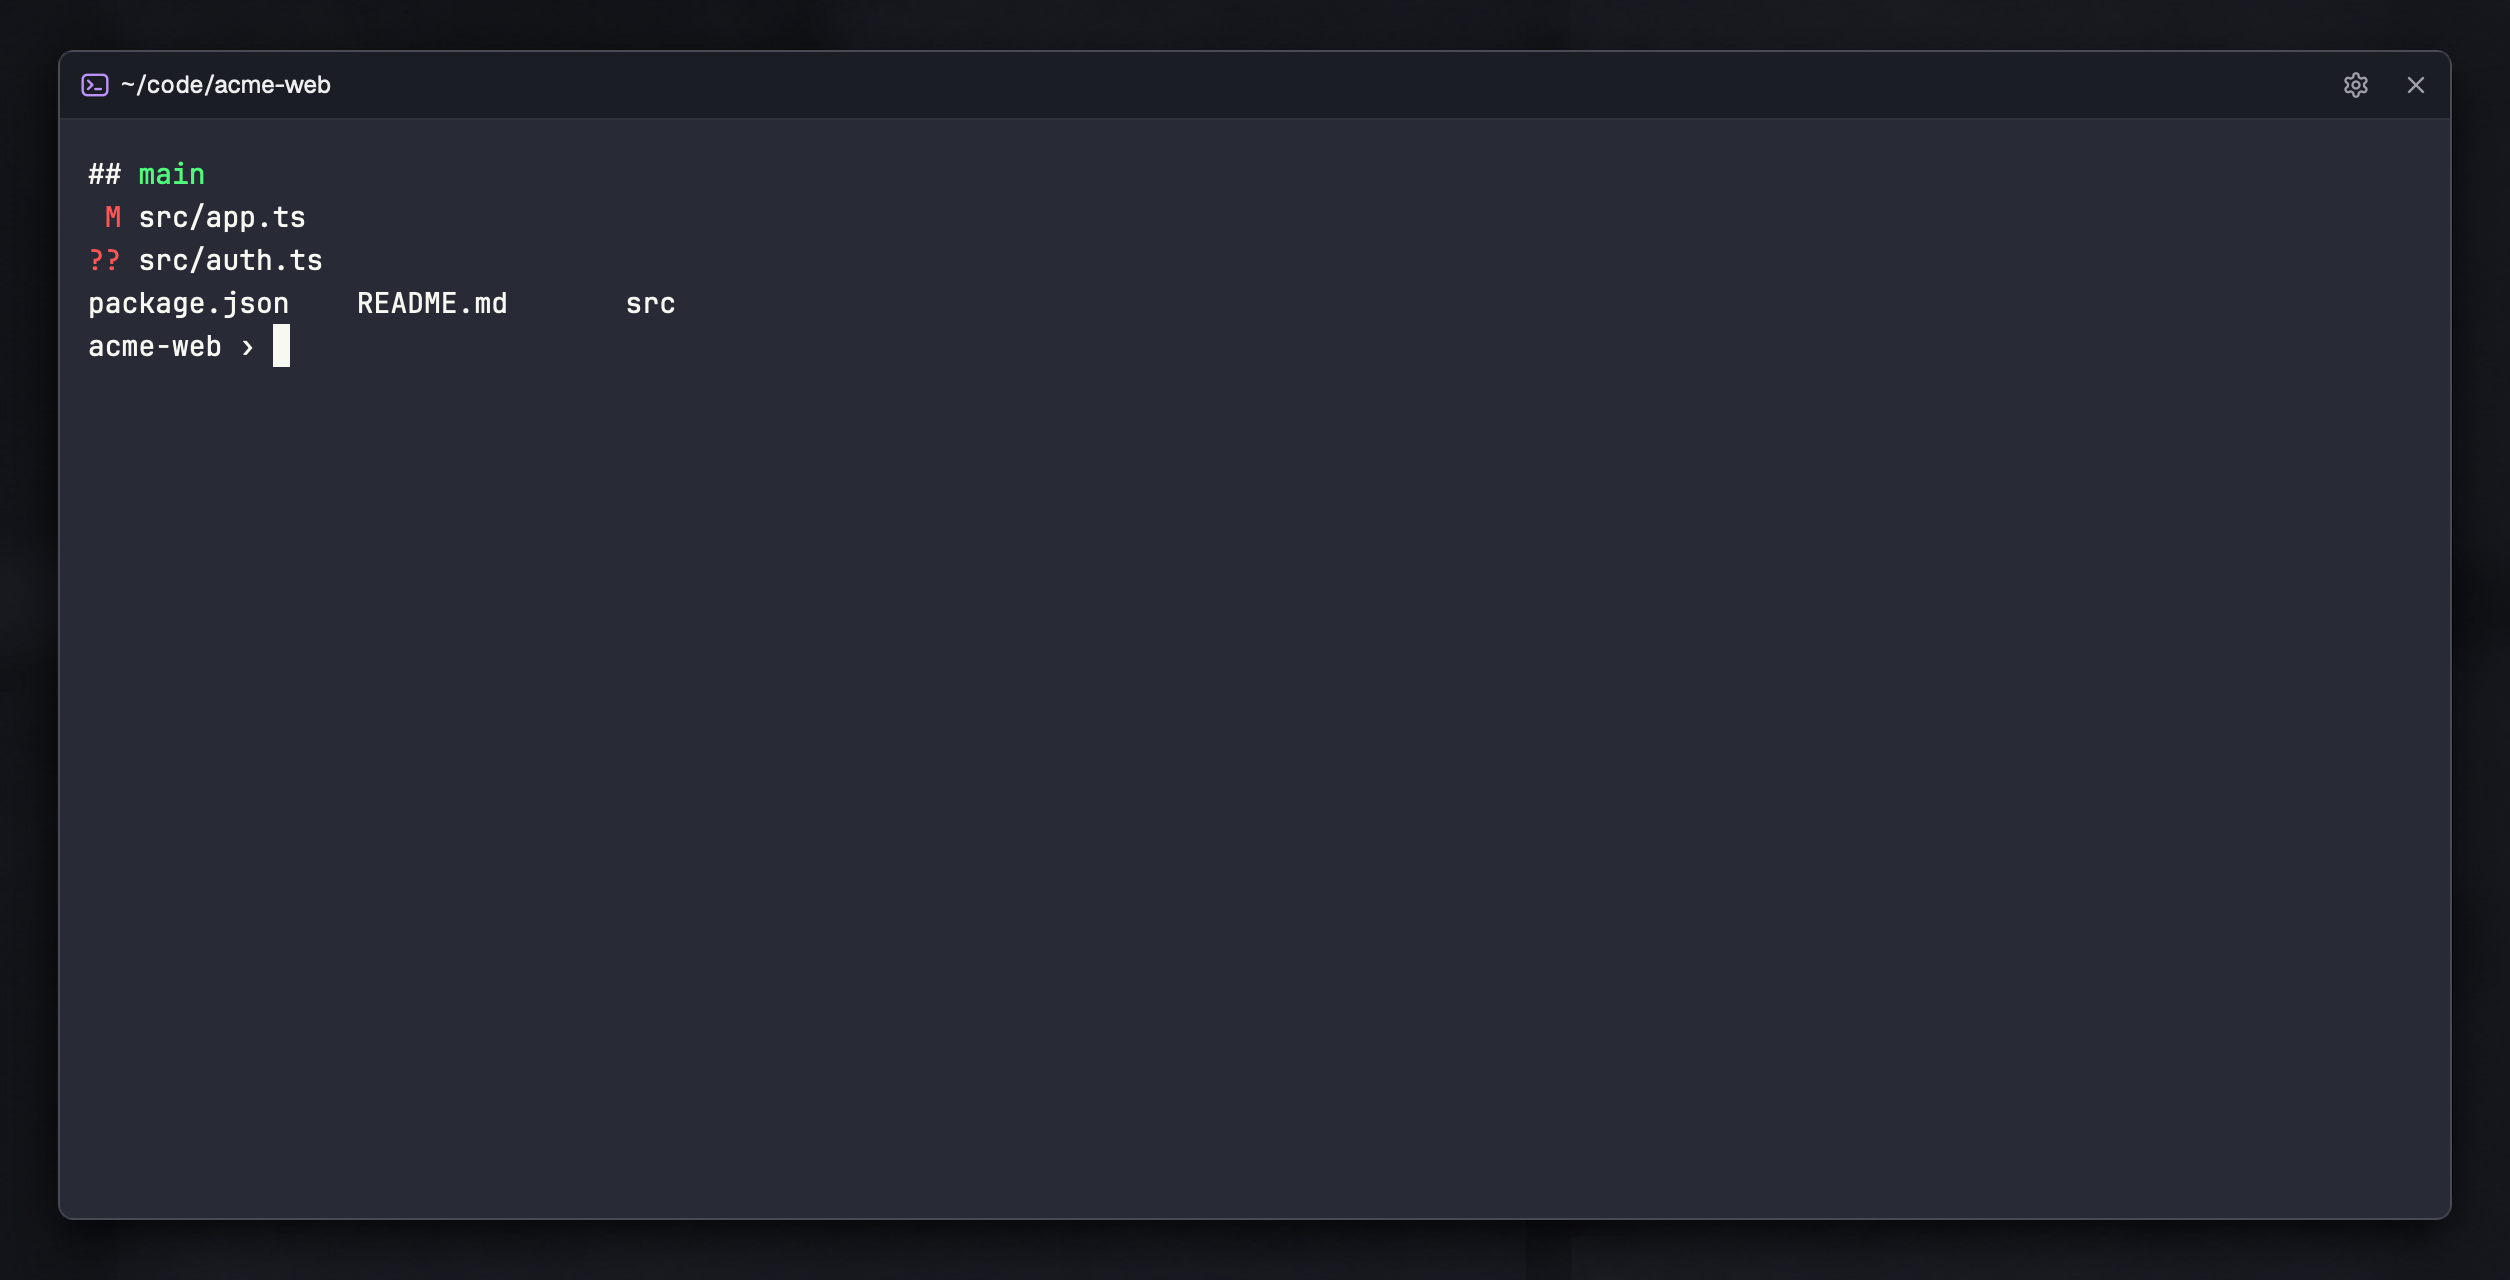 ~/code/acme-web
## main
 M src/app.ts
?? src/auth.ts
package.json    README.md       src
acme-web ›